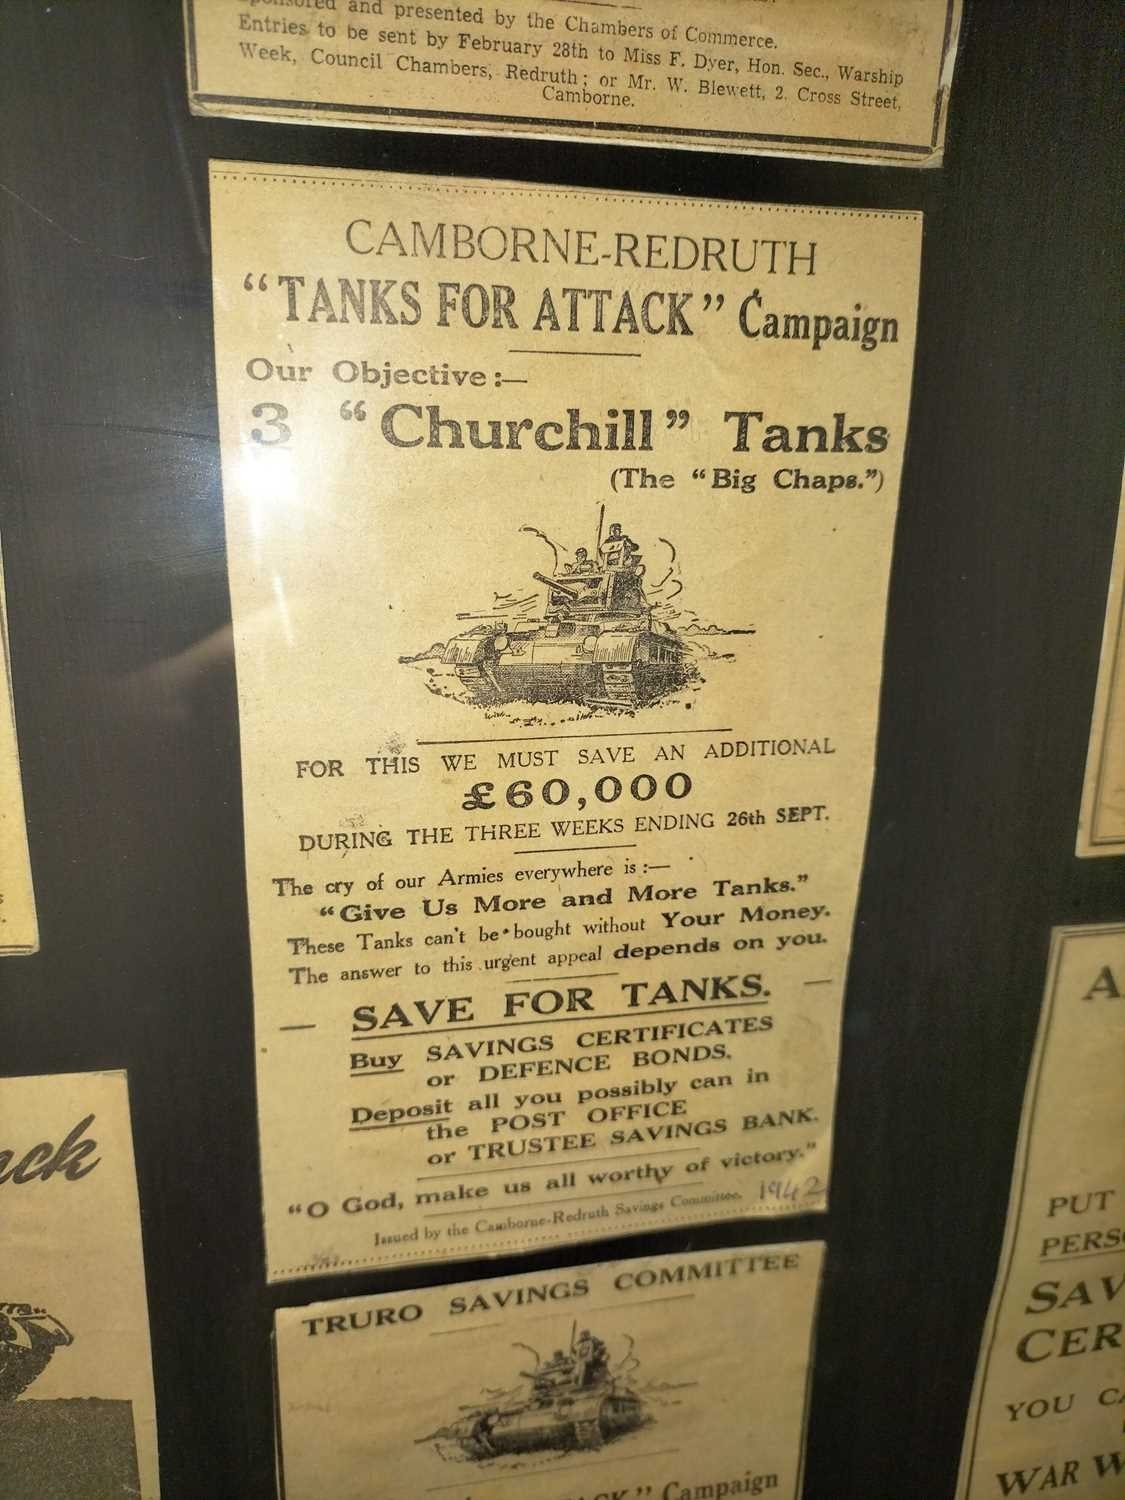 Sponsored and presented by the Chambers of Commerce.
Entries to be sent by February 28th to Miss F. Dyer, Hon. Sec., Warship
Week, Council Chambers, Redruth; or Mr. W. Blewett, 2, Cross Street,
Camborne.
CAMBORNE-REDRUTH
"TANKS FOR ATTACK" Campaign
Our Objective:—
3 "Churchill" Tanks
(The "Big Chaps.")
FOR THIS WE MUST SAVE AN ADDITIONAL
£60,000
DURING THE THREE WEEKS ENDING 26th SEPT.
The cry of our Armies everywhere is:—
"Give Us More and More Tanks."
These Tanks can't be bought without Your Money.
The answer to this urgent appeal depends on you.
— SAVE FOR TANKS. —
Buy SAVINGS CERTIFICATES
or DEFENCE BONDS.
Deposit all you possibly can in
the POST OFFICE
or TRUSTEE SAVINGS BANK.
"O God, make us all worthy of victory."
Issued by the Camborne-Redruth Savings Committee. 1942
TRURO SAVINGS COMMITTEE
ACK" Campaign
ack
A
PUT
PERS
SAV
CER
YOU CA
WAR W